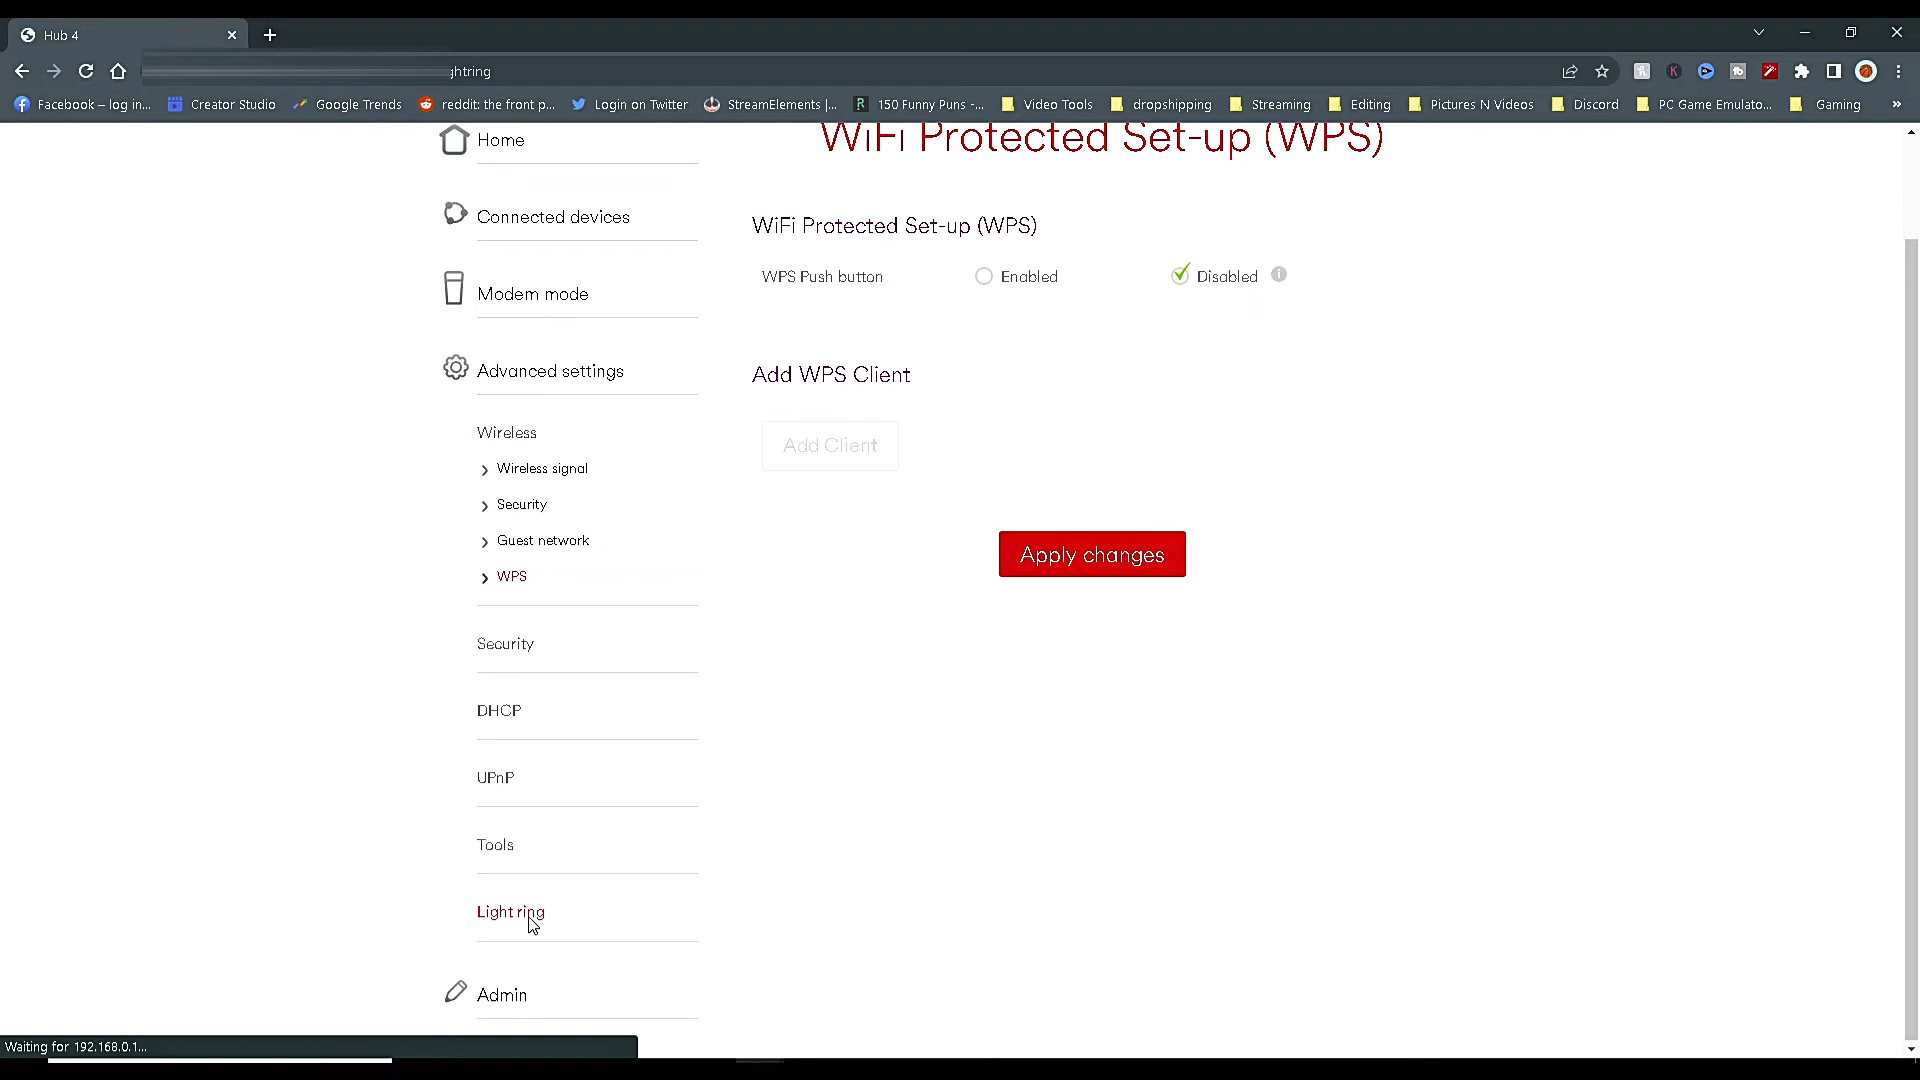 Hub 4
ghtring
Facebook – log in...
Creator Studio
Google Trends
reddit: the front p...
Login on Twitter
StreamElements |...
150 Funny Puns -...
Video Tools
dropshipping
Streaming
Editing
Pictures N Videos
Discord
PC Game Emulato...
Gaming
»
Home
Connected devices
Modem mode
Advanced settings
Wireless
Wireless signal
Security
Guest network
WPS
Security
DHCP
UPnP
Tools
Light ring
Admin
WiFi Protected Set-up (WPS)
WiFi Protected Set-up (WPS)
WPS Push button
Enabled
Disabled
Add WPS Client
Add Client
Apply changes
Waiting for 192.168.0.1...